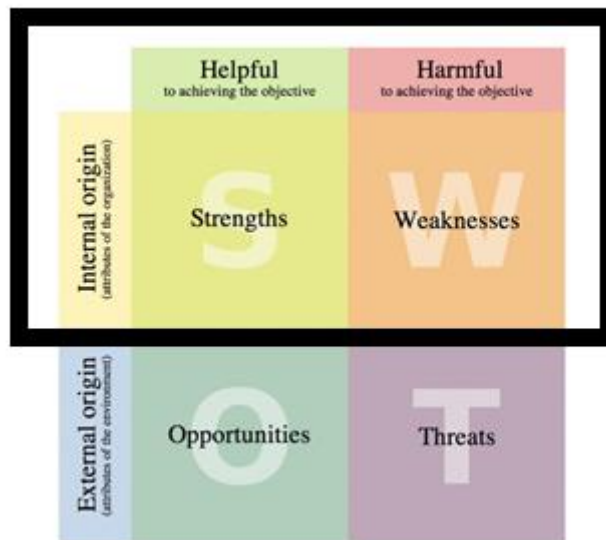 Helpful
to achieving the objective
Harmful
to achieving the objective
Internal origin
(attributes of the organization)
S
Strengths
W
Weaknesses
External origin
(attributes of the environment)
O
Opportunities
T
Threats